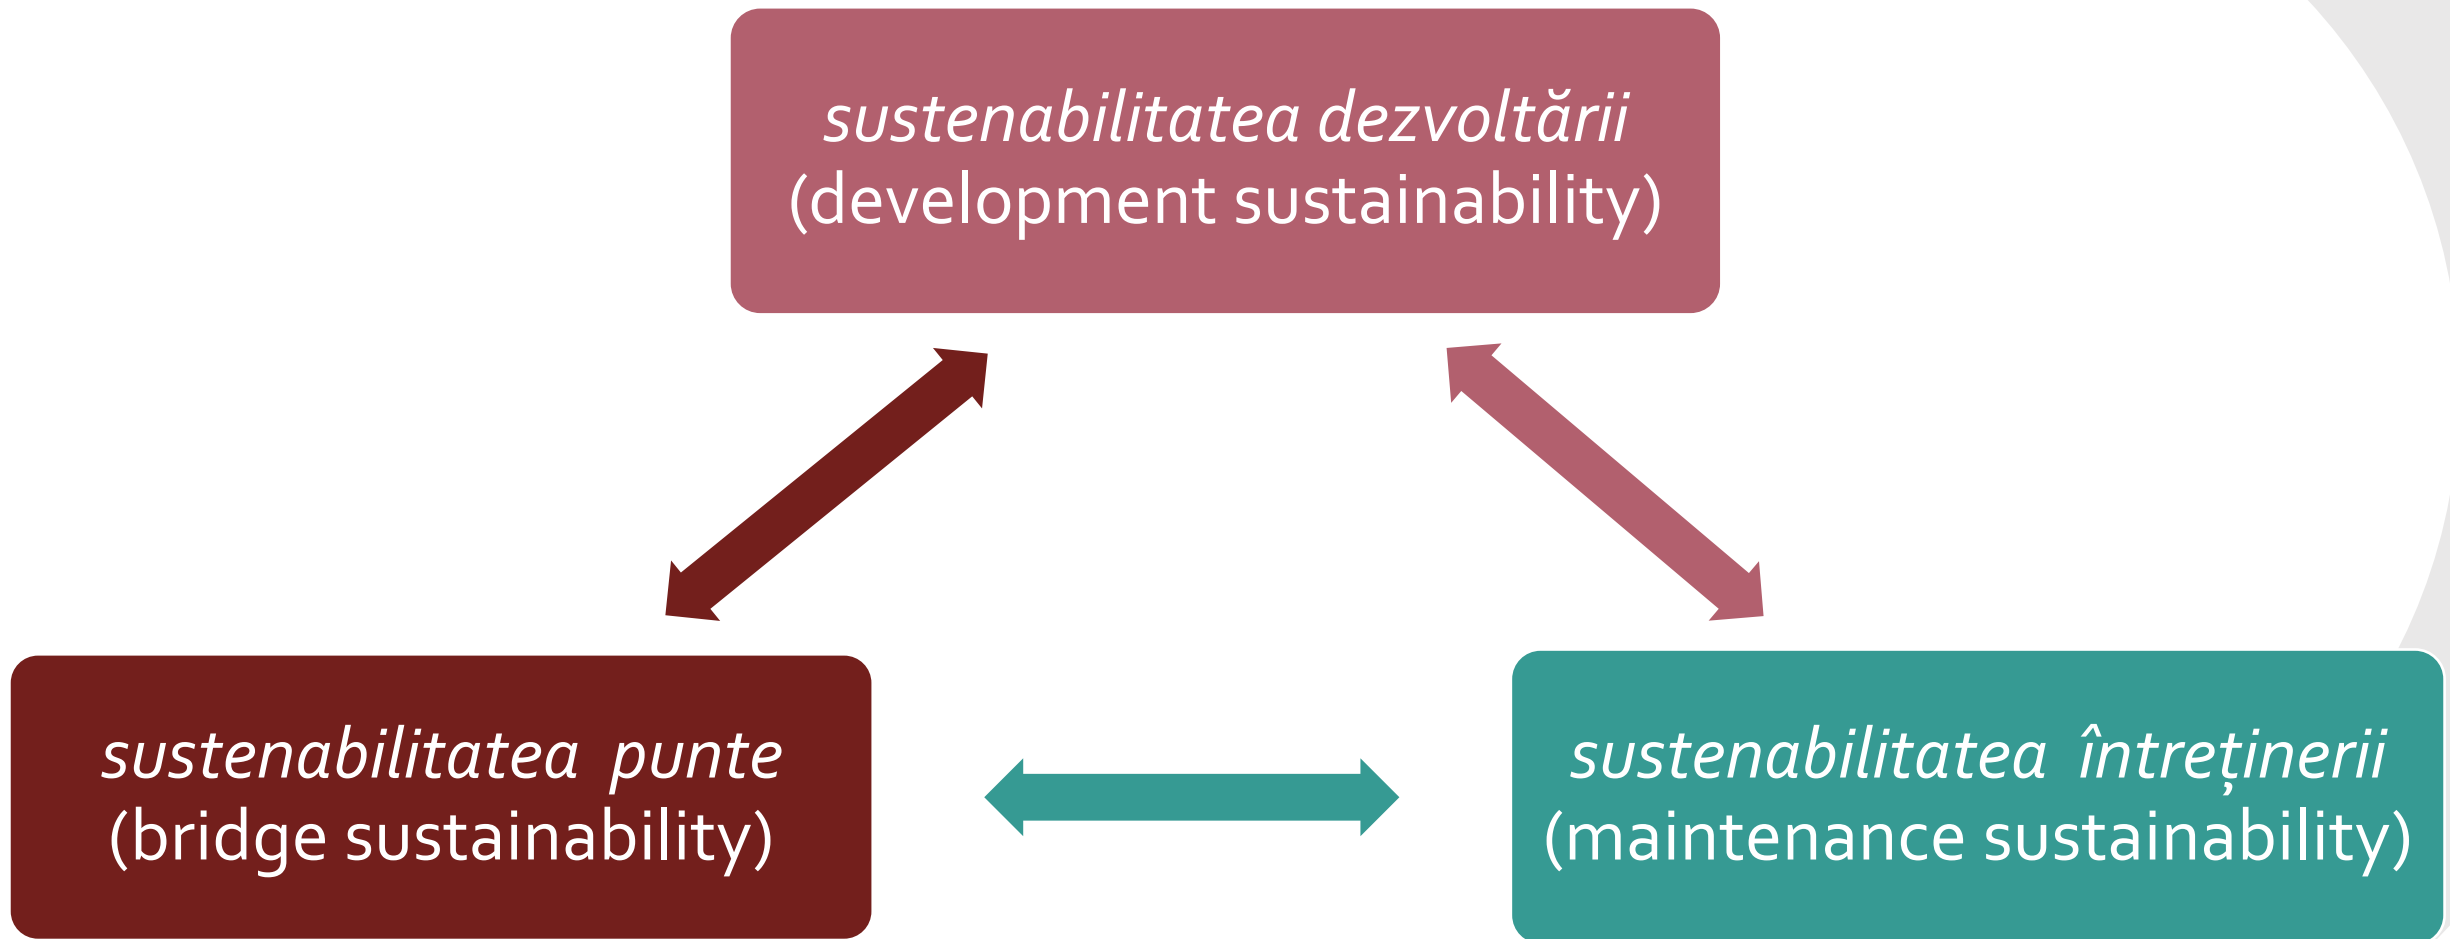 sustenabilitatea dezvoltării
(development sustainability)
sustenabilitatea punte
(bridge sustainability)
sustenabilitatea întreținerii
(maintenance sustainability)